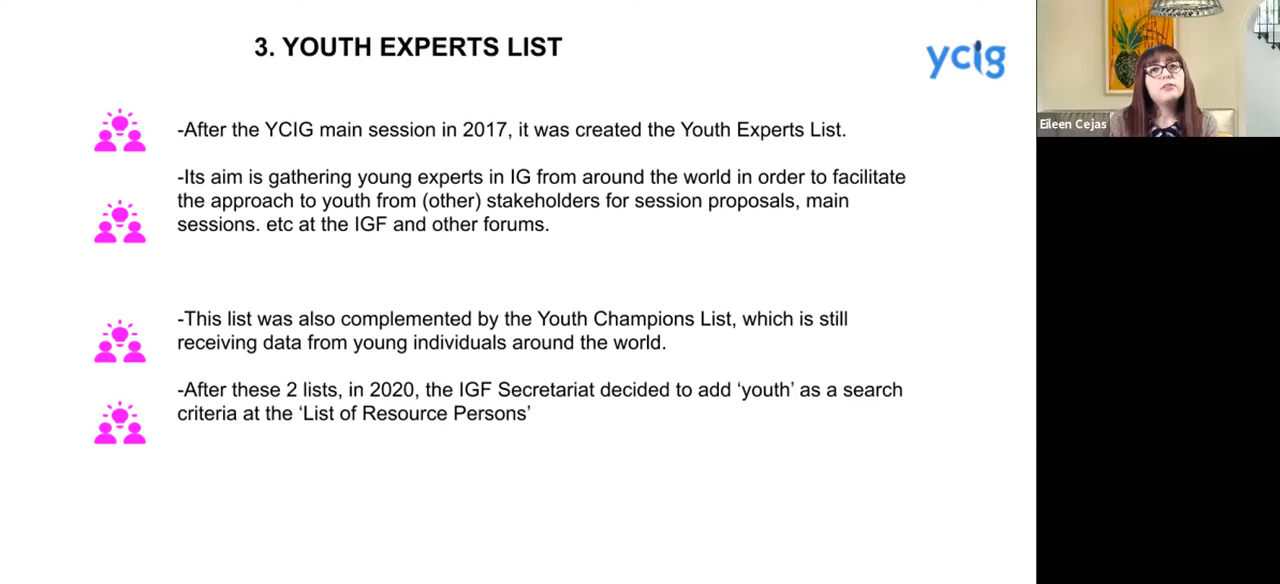 3. YOUTH EXPERTS LIST
ycig
Eileen Cejas
-After the YCIG main session in 2017, it was created the Youth Experts List.
-Its aim is gathering young experts in IG from around the world in order to facilitate
the approach to youth from (other) stakeholders for session proposals, main
sessions. etc at the IGF and other forums.
-This list was also complemented by the Youth Champions List, which is still
receiving data from young individuals around the world.
-After these 2 lists, in 2020, the IGF Secretariat decided to add ‘youth’ as a search
criteria at the ‘List of Resource Persons’